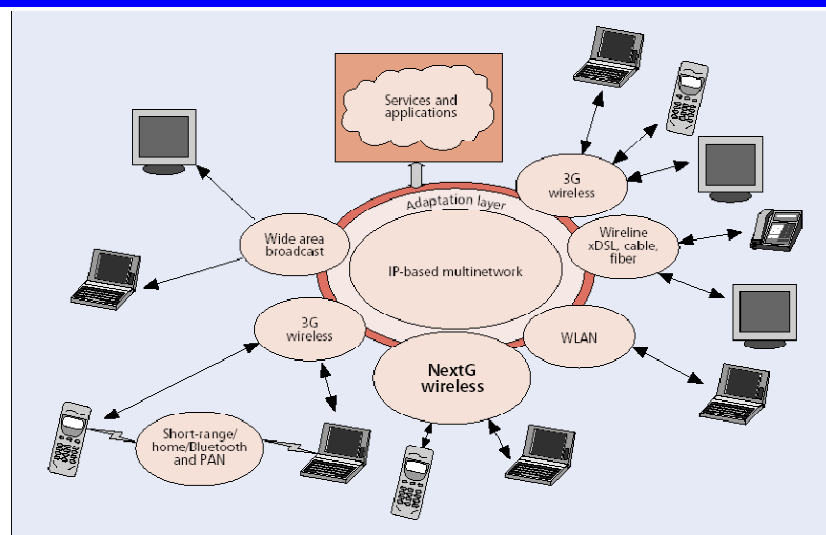 Services and
applications
3G
wireless
Adaptation layer
Wide area
broadcast
Wireline
xDSL, cable,
fiber
IP-based multinetwork
3G
wireless
WLAN
NextG
wireless
Short-range/
home/Bluetooth
and PAN